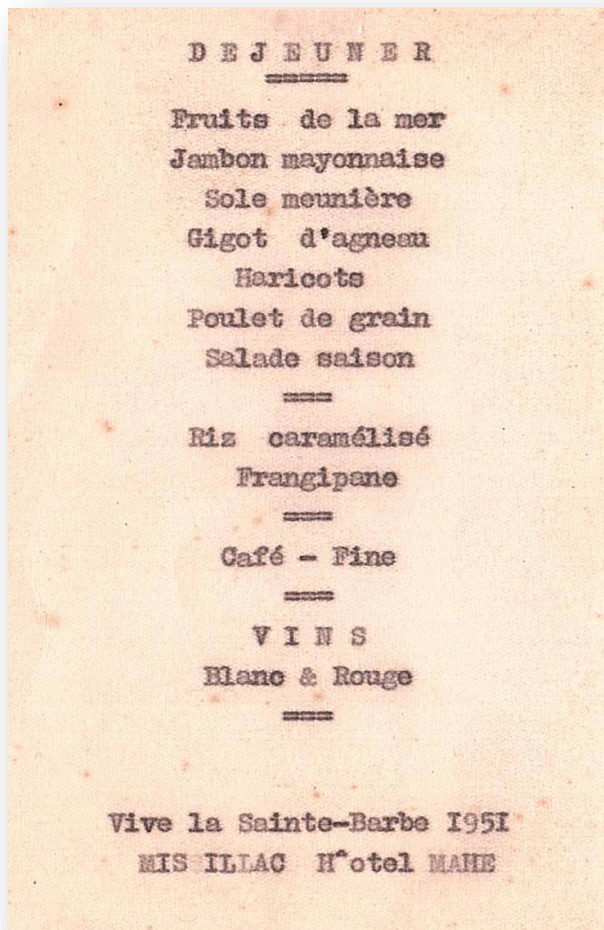 D E J E U N E R
Fruits de la mer
Jambon mayonnaise
Sole meunière
Gigot d'agneau
Haricots
Poulet de grain
Salade saison
Riz caramélisé
Frangipane
Café - Fine
V I N S
Blanc & Rouge
Vive la Sainte-Barbe I95I
MIS ILLAC H^otel MAHE